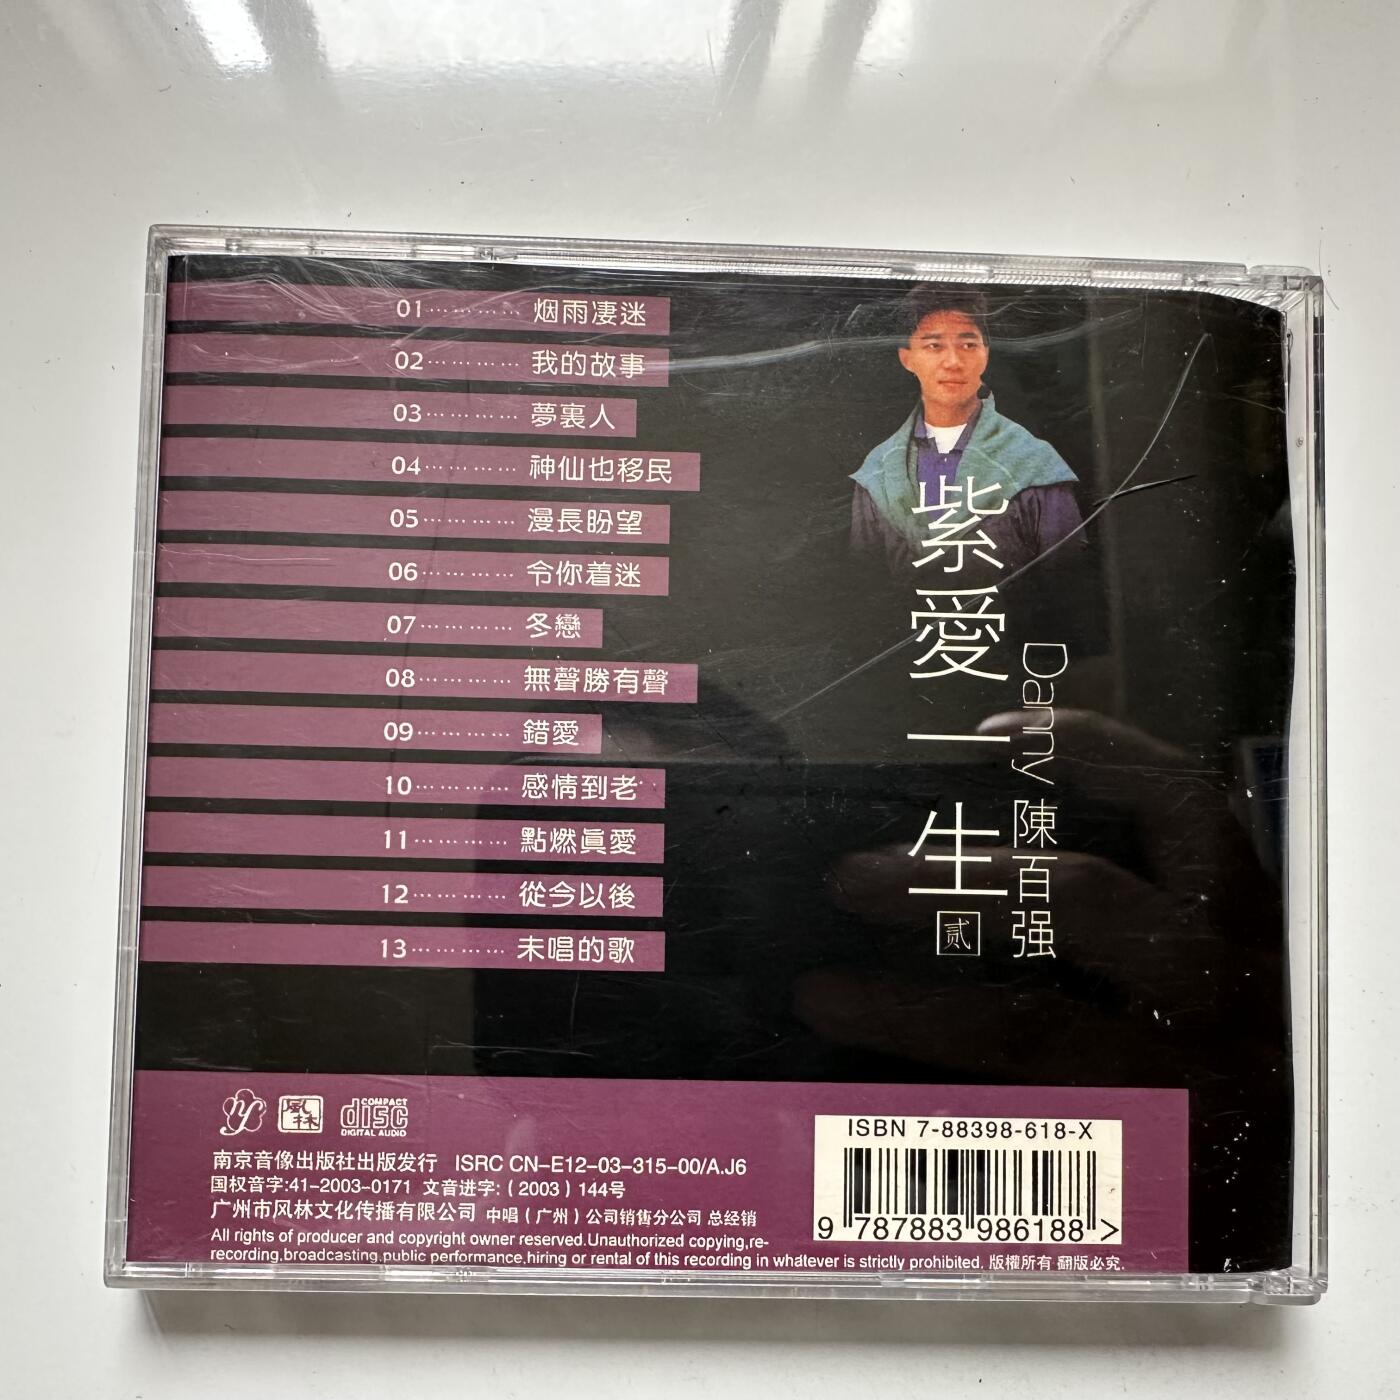 01………… 烟雨凄迷
02………… 我的故事
03………… 夢裏人
04………… 神仙也移民
05………… 漫長盼望
06………… 令你着迷
07………… 冬戀
08………… 無聲勝有聲
09………… 錯愛
10………… 感情到老
11………… 點燃眞愛
12………… 從今以後
13………… 未唱的歌
紫愛一生
贰
Danny 陳百强
風林
COMPACT
disc
DIGITAL AUDIO
南京音像出版社出版发行 ISRC CN-E12-03-315-00/A.J6
国权音字:41-2003-0171 文音进字:(2003)144号
广州市风林文化传播有限公司 中唱(广州)公司销售分公司 总经销
All rights of producer and copyright owner reserved.Unauthorized copying,re-
recording,broadcasting,public performance,hiring or rental of this recording in whatever is strictly prohibited. 版權所有 翻版必究.
ISBN 7-88398-618-X
9 787883 986188 >